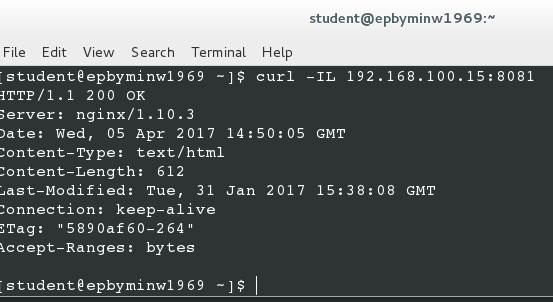 student@epbyminw1969:~
File Edit View Search Terminal Help
[student@epbyminw1969 ~]$ curl -IL 192.168.100.15:8081
HTTP/1.1 200 OK
Server: nginx/1.10.3
Date: Wed, 05 Apr 2017 14:50:05 GMT
Content-Type: text/html
Content-Length: 612
Last-Modified: Tue, 31 Jan 2017 15:38:08 GMT
Connection: keep-alive
ETag: "5890af60-264"
Accept-Ranges: bytes
[student@epbyminw1969 ~]$